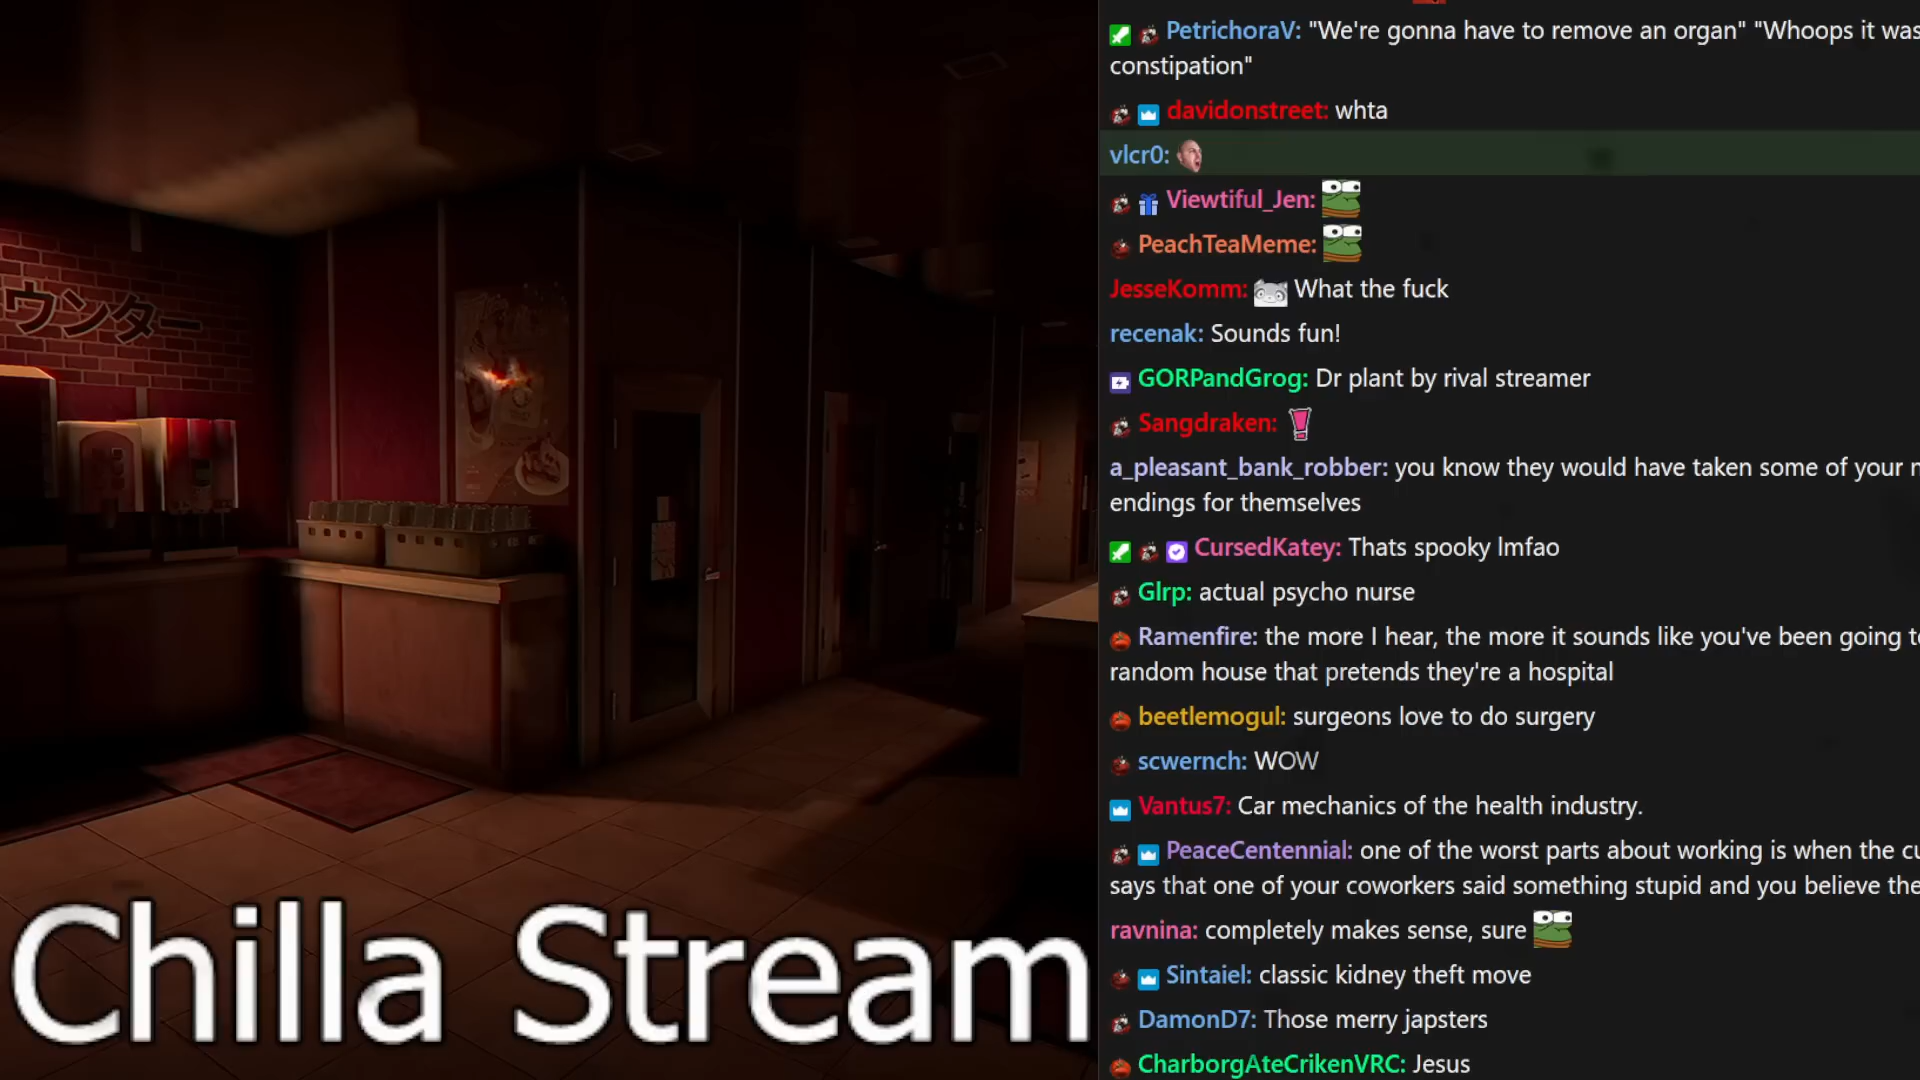 PetrichoraV: "We're gonna have to remove an organ" "Whoops it was
constipation"
davidonstreet: whta
vlcr0:
Viewtiful_Jen:
PeachTeaMeme:
JesseKomm: What the fuck
recenak: Sounds fun!
GORPandGrog: Dr plant by rival streamer
Sangdraken:
a_pleasant_bank_robber: you know they would have taken some of your
endings for themselves
CursedKatey: Thats spooky lmfao
Glrp: actual psycho nurse
Ramenfire: the more I hear, the more it sounds like you've been going
random house that pretends they're a hospital
beetlemogul: surgeons love to do surgery
scwernch: WOW
Vantus7: Car mechanics of the health industry.
PeaceCentennial: one of the worst parts about working is when the
says that one of your coworkers said something stupid and you believe
ravnina: completely makes sense, sure
Sintaiel: classic kidney theft move
DamonD7: Those merry japsters
CharborgAteCrikenVRC: Jesus
ウンター
Chilla Stream